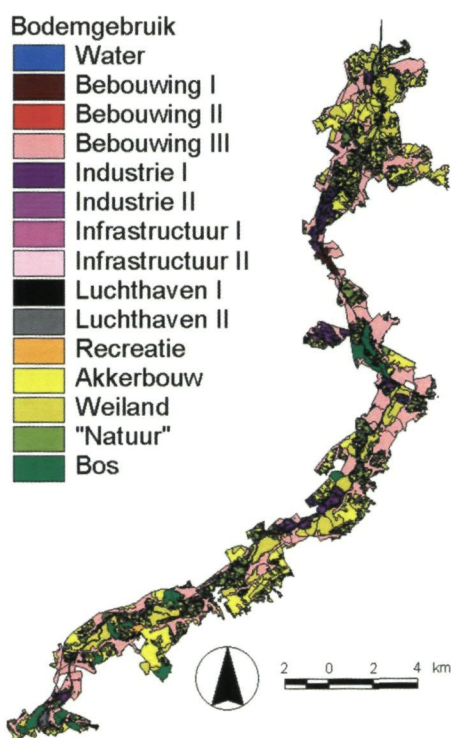 Bodemgebruik
Water
Bebouwing I
Bebouwing II
Bebouwing III
Industrie I
Industrie II
Infrastructuur I
Infrastructuur II
Luchthaven I
Luchthaven II
Recreatie
Akkerbouw
Weiland
"Natuur"
Bos
2 0 2 4 km